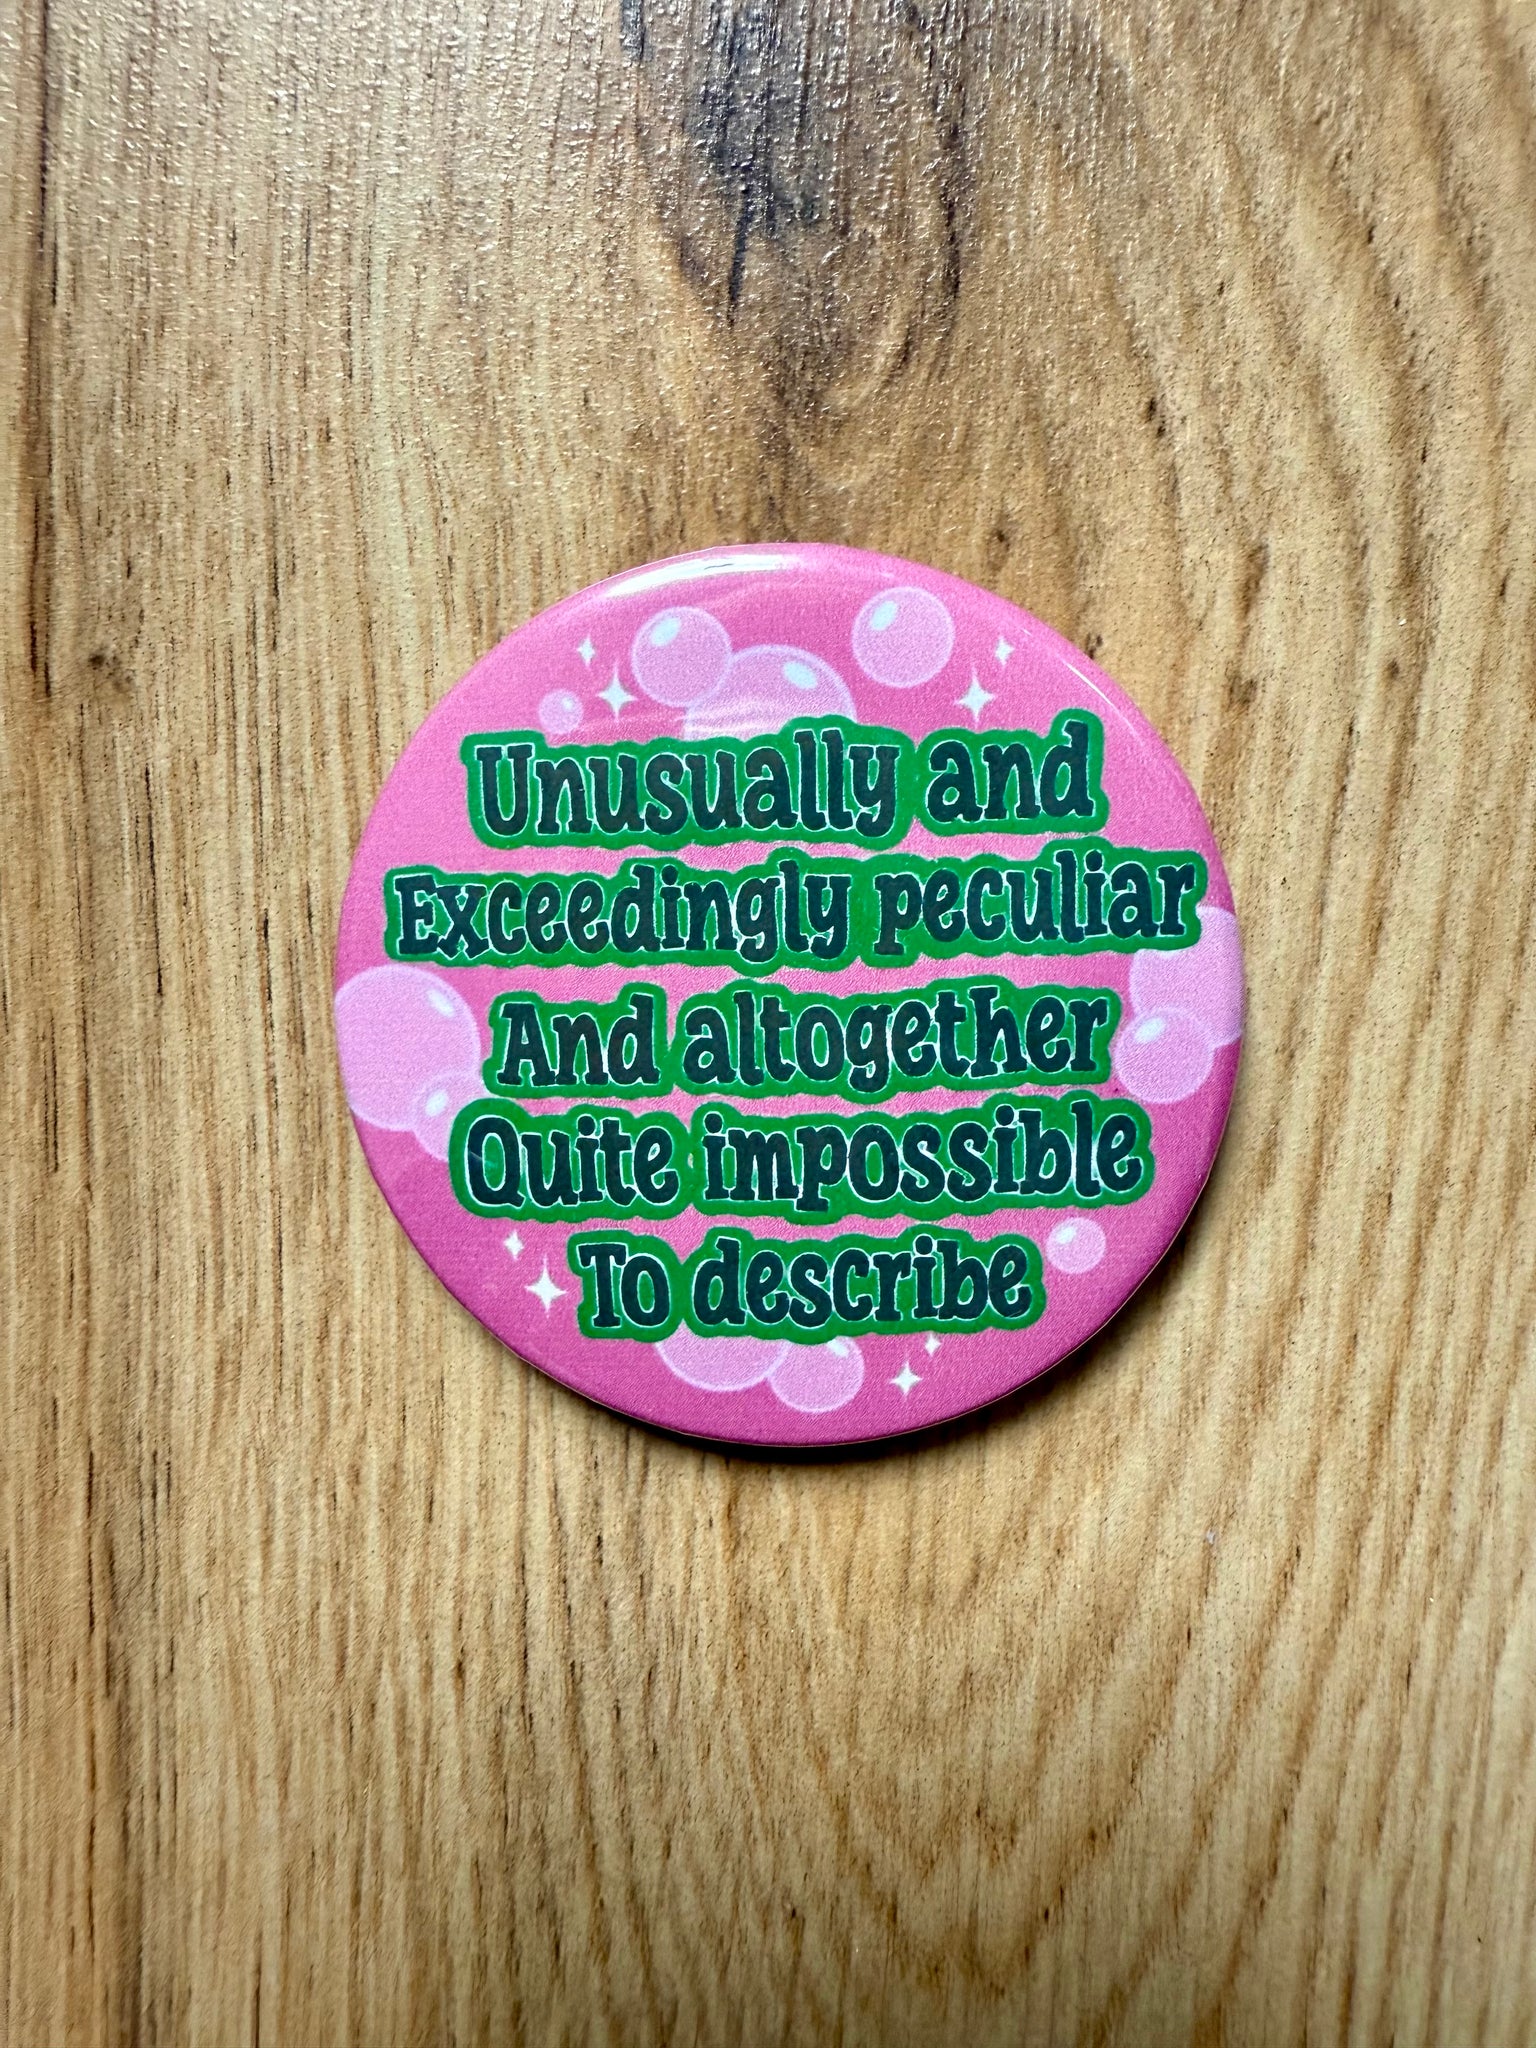 Unusually and
Exceedingly peculiar
And altogether
Quite impossible
To describe